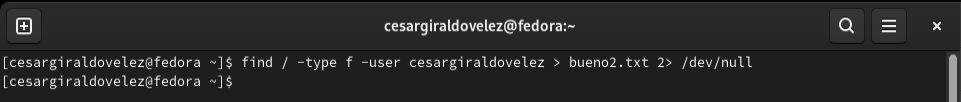 cesargiraldovelez@fedora:~
[cesargiraldovelez@fedora ~]$ find / -type f -user cesargiraldovelez > bueno2.txt 2> /dev/null
[cesargiraldovelez@fedora ~]$